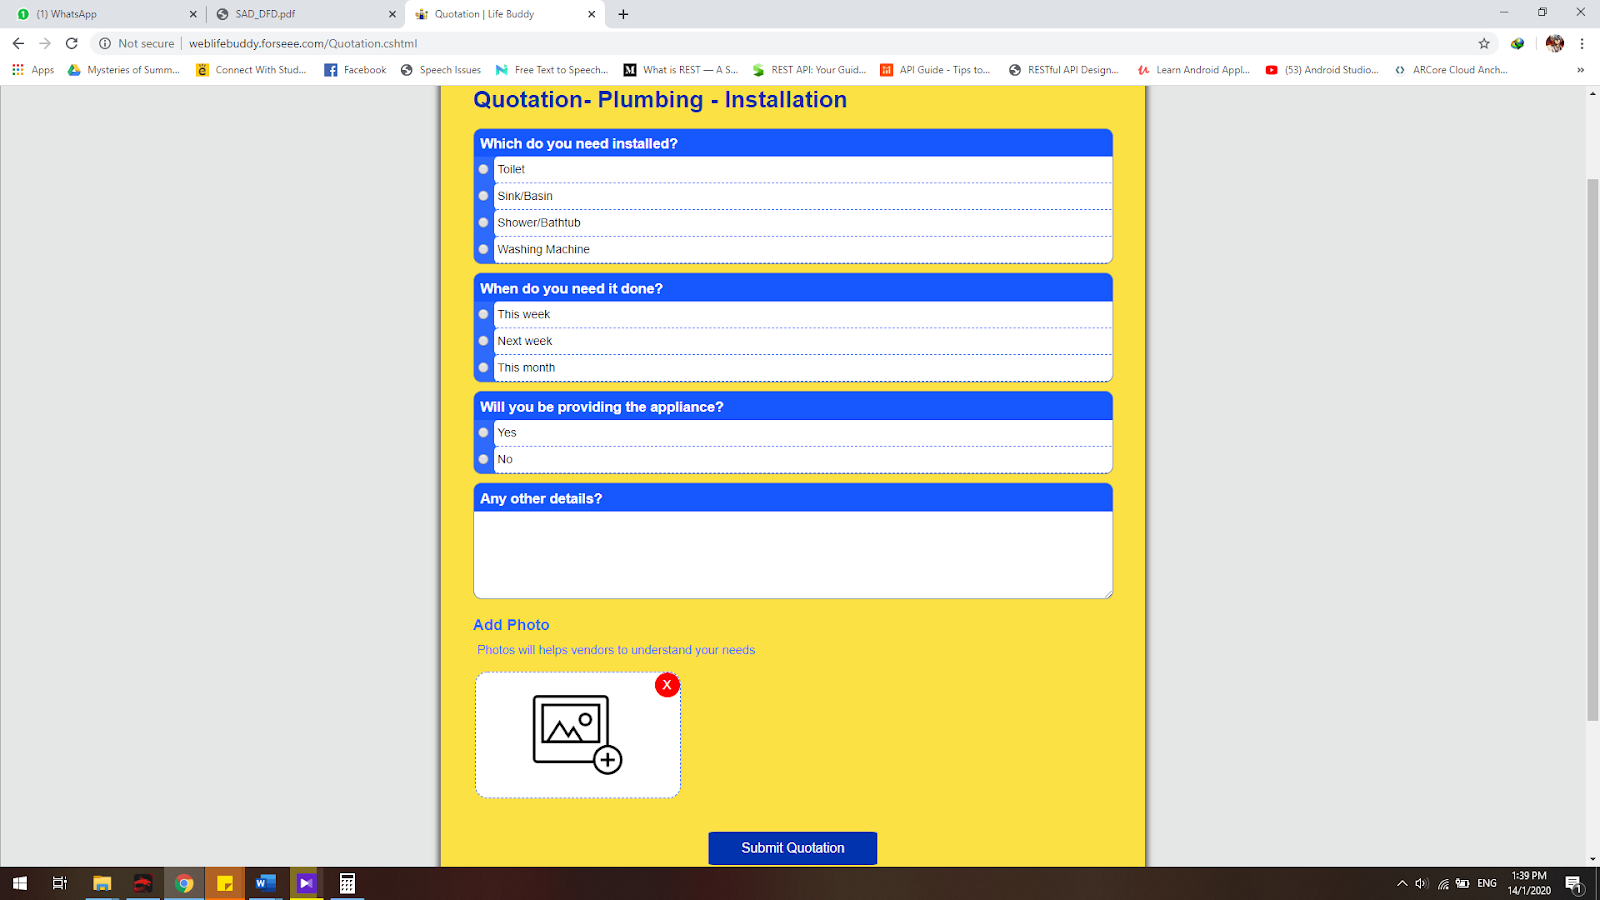 (1) WhatsApp
SAD_DFD.pdf
Quotation | Life Buddy
Not secure
weblifebuddy.forseee.com/Quotation.cshtml
Apps
Mysteries of Summ...
Connect With Stud...
Facebook
Speech Issues
Free Text to Speech...
What is REST — A S...
REST API: Your Guid...
API Guide - Tips to...
RESTful API Design...
Learn Android Appl...
(53) Android Studio...
ARCore Cloud Anch...
Quotation- Plumbing - Installation
Which do you need installed?
Toilet
Sink/Basin
Shower/Bathtub
Washing Machine
When do you need it done?
This week
Next week
This month
Will you be providing the appliance?
Yes
No
Any other details?
Add Photo
Photos will helps vendors to understand your needs
X
Submit Quotation
ENG
1:39 PM
14/1/2020
1